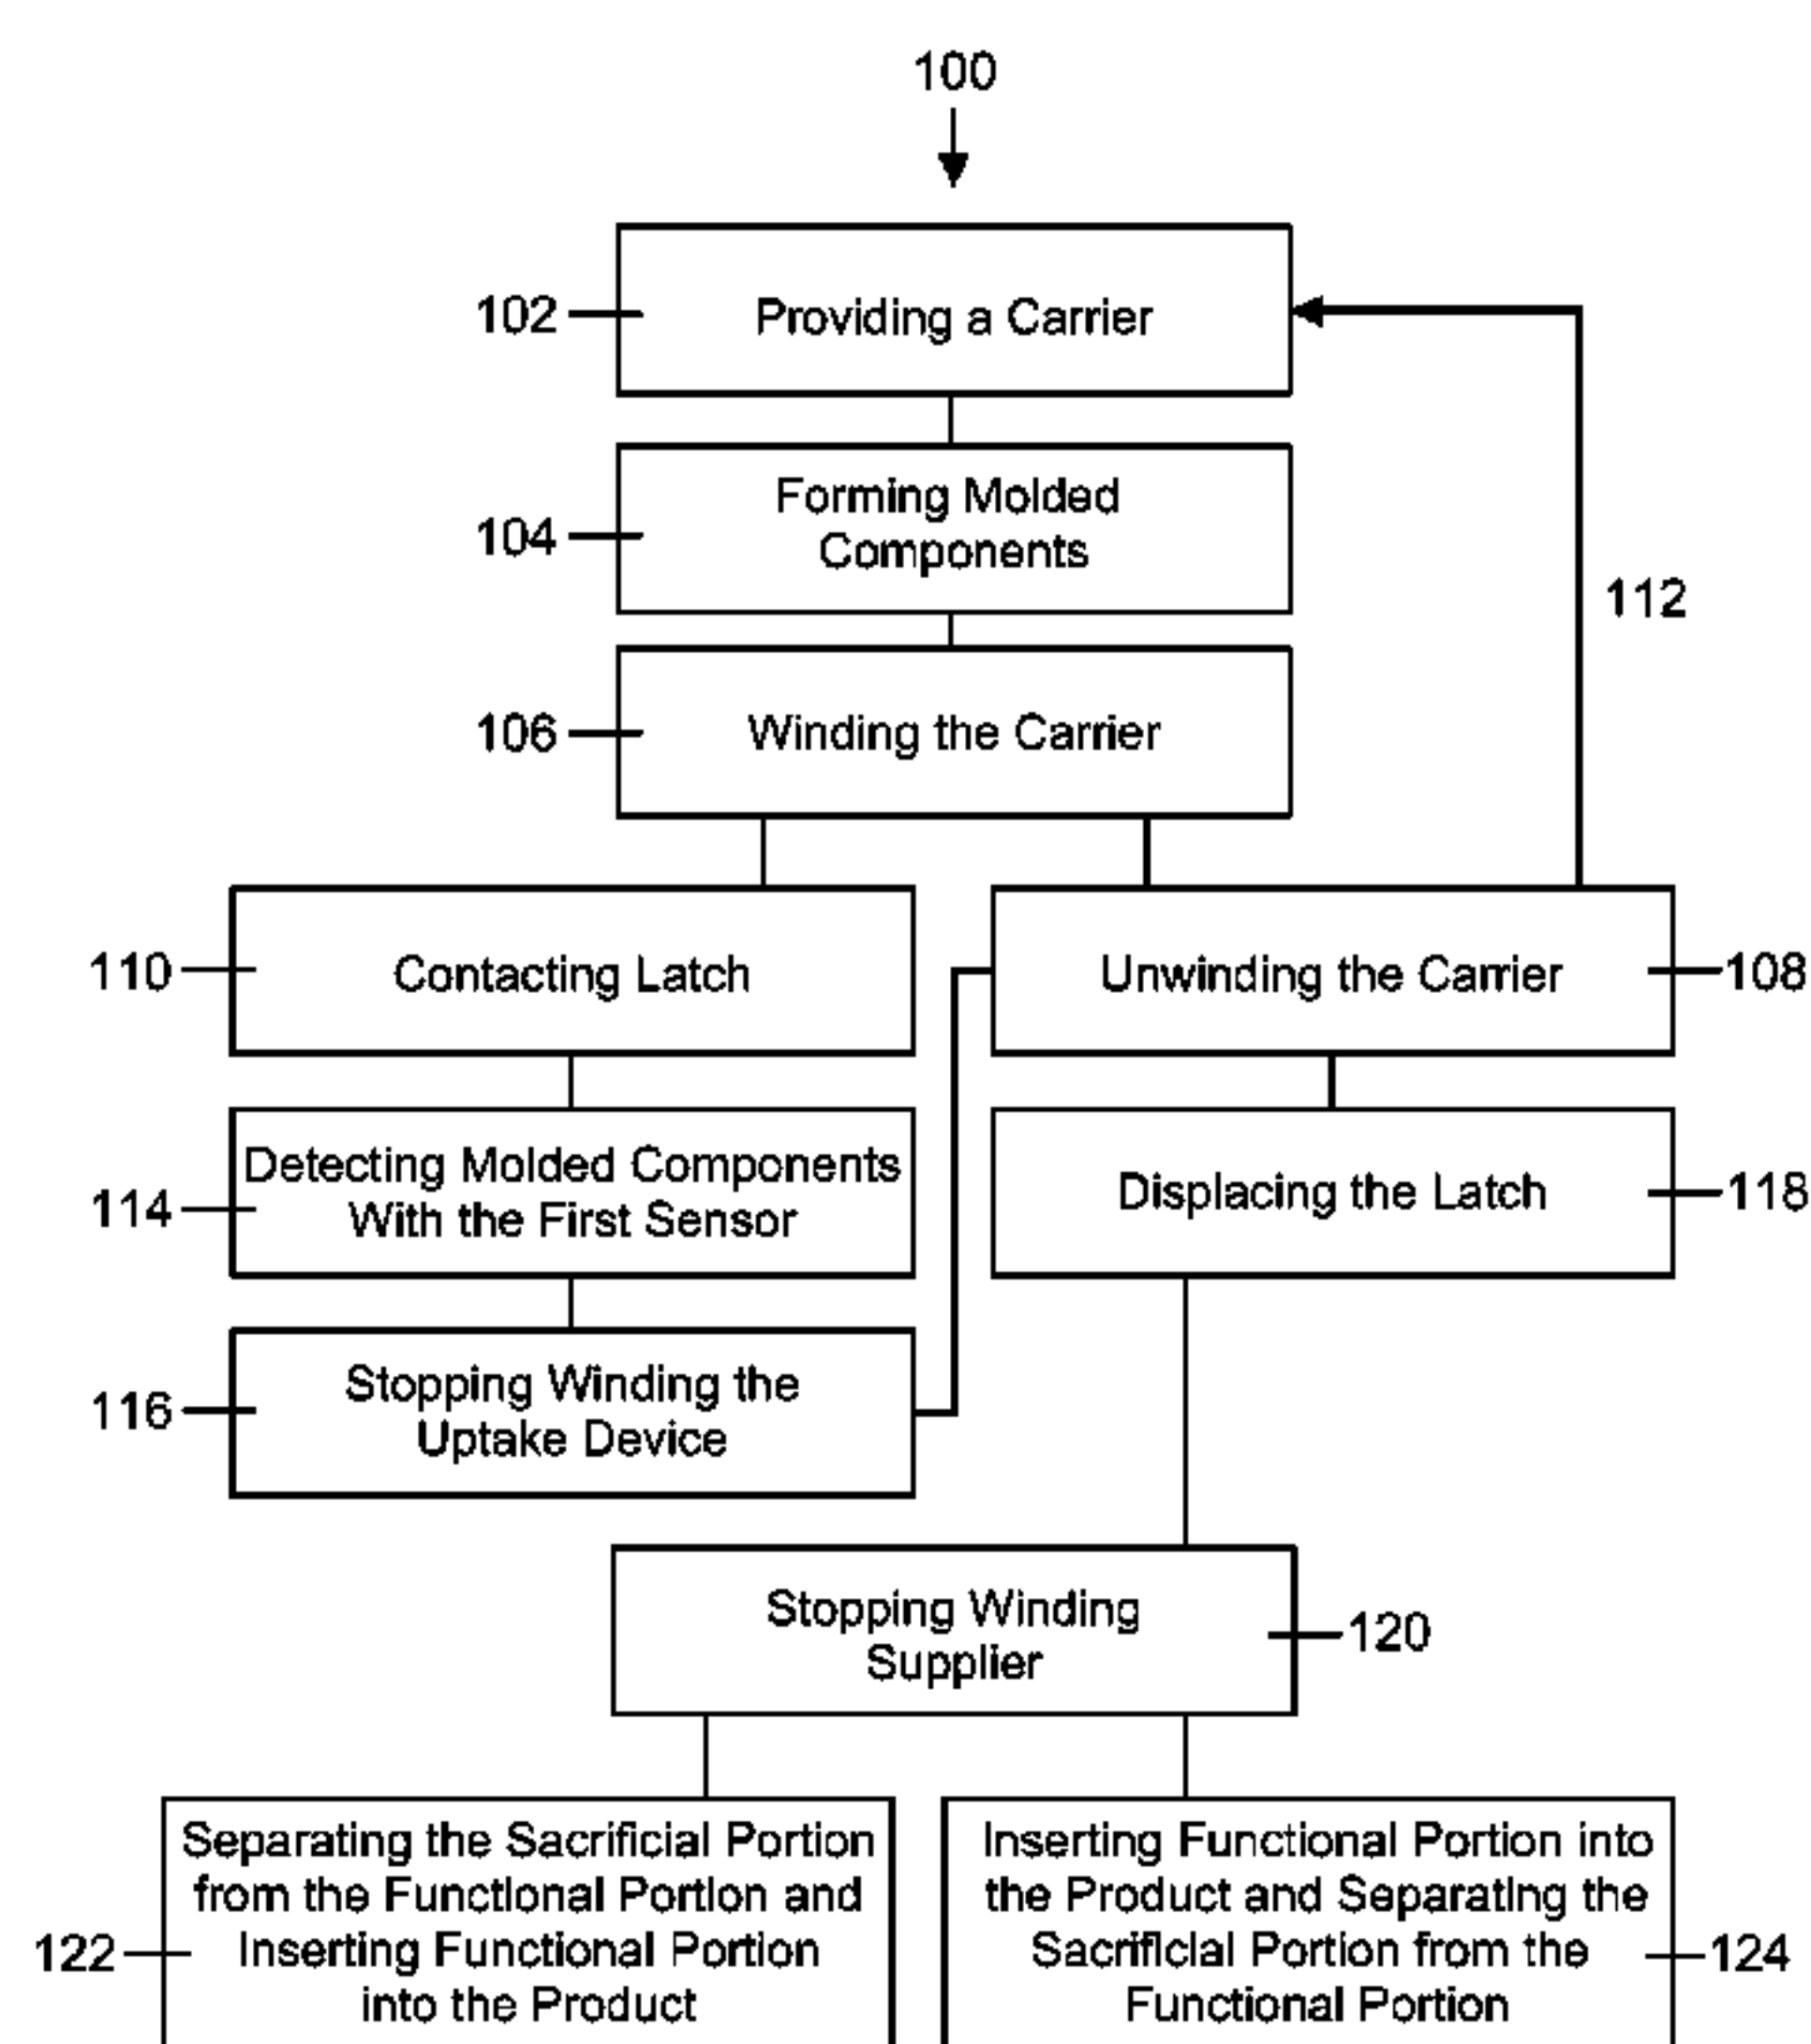 100
102
Providing a Carrier
104
Forming Molded
Components
112
106
Winding the Carrier
110
Contacting Latch
Unwinding the Carrier
108
114
Detecting Molded Components
With the First Sensor
Displacing the Latch
118
116
Stopping Winding the
Uptake Device
Stopping Winding
Supplier
120
122
Separating the Sacrificial Portion
from the Functional Portion and
Inserting Functional Portion
into the Product
Inserting Functional Portion into
the Product and Separating the
Sacrificial Portion from the
Functional Portion
124